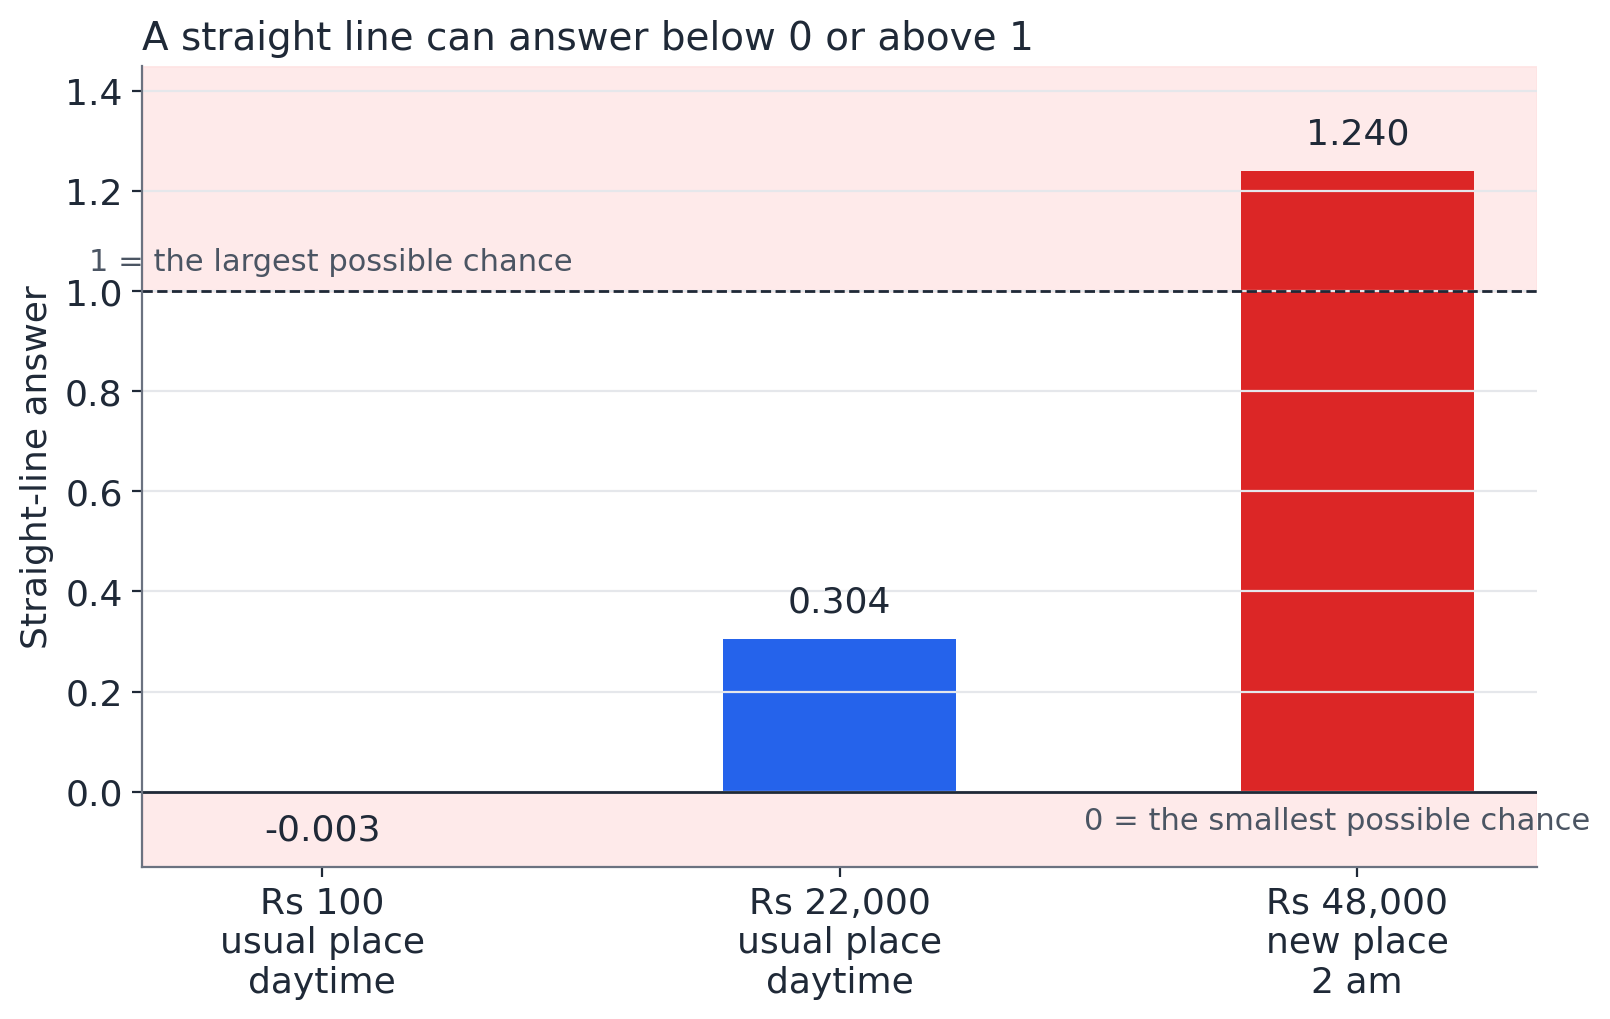 A straight line can answer below 0 or above 1
Straight-line answer
1.4
1.2
1.0
0.8
0.6
0.4
0.2
0.0
1 = the largest possible chance
1.240
0.304
-0.003
0 = the smallest possible chance
Rs 100
usual place
daytime
Rs 22,000
usual place
daytime
Rs 48,000
new place
2 am